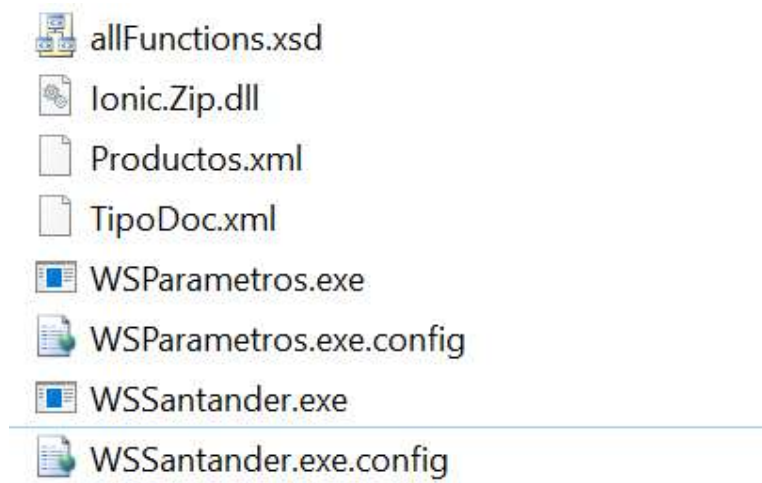 allFunctions.xsd
Ionic.Zip.dll
Productos.xml
TipoDoc.xml
WSParametros.exe
WSParametros.exe.config
WSSantander.exe
WSSantander.exe.config